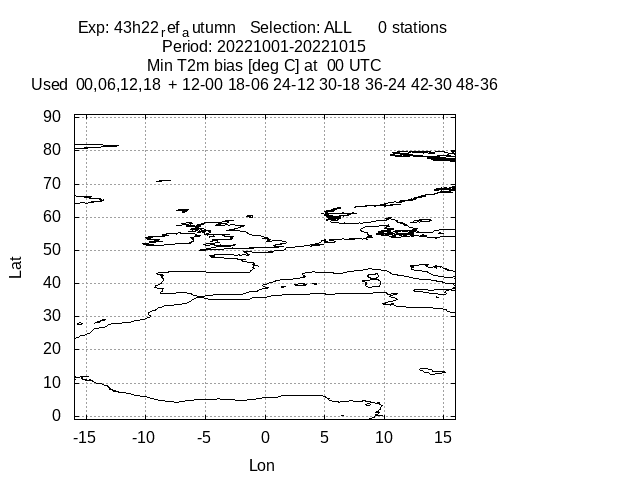 Exp: 43h22ref autumn   Selection: ALL      0 stations
Period: 20221001-20221015
Min T2m bias [deg C] at  00 UTC
Used  00,06,12,18  + 12-00 18-06 24-12 30-18 36-24 42-30 48-36
90
80
70
60
50
40
30
20
10
0
Lat
-15 -10 -5 0 5 10 15
Lon